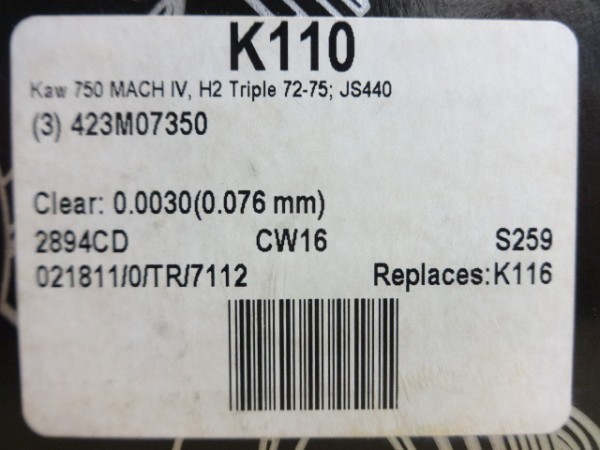 K110
Kaw 750 MACH IV, H2 Triple 72-75; JS440
(3) 423M07350
Clear: 0.0030(0.076 mm)
2894CD CW16 S259
021811/0/TR/7112 Replaces:K116